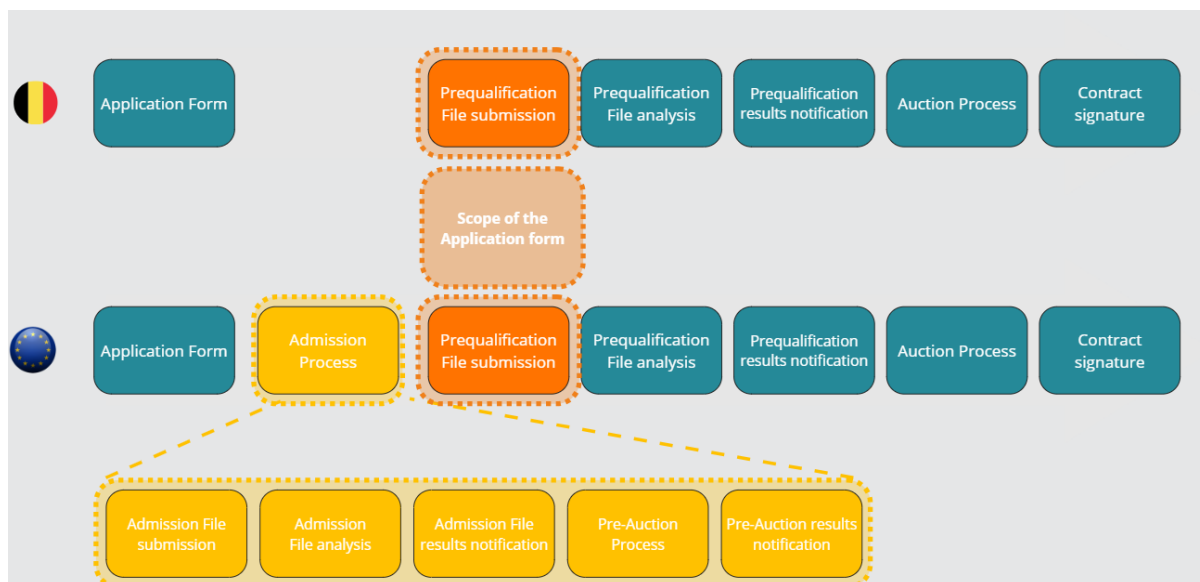 Application Form
Prequalification
File submission
Prequalification
File analysis
Prequalification
results notification
Auction Process
Contract
signature
Scope of the
Application form
Application Form
Admission
Process
Prequalification
File submission
Prequalification
File analysis
Prequalification
results notification
Auction Process
Contract
signature
Admission File
submission
Admission
File analysis
Admission File
results notification
Pre-Auction
Process
Pre-Auction results
notification